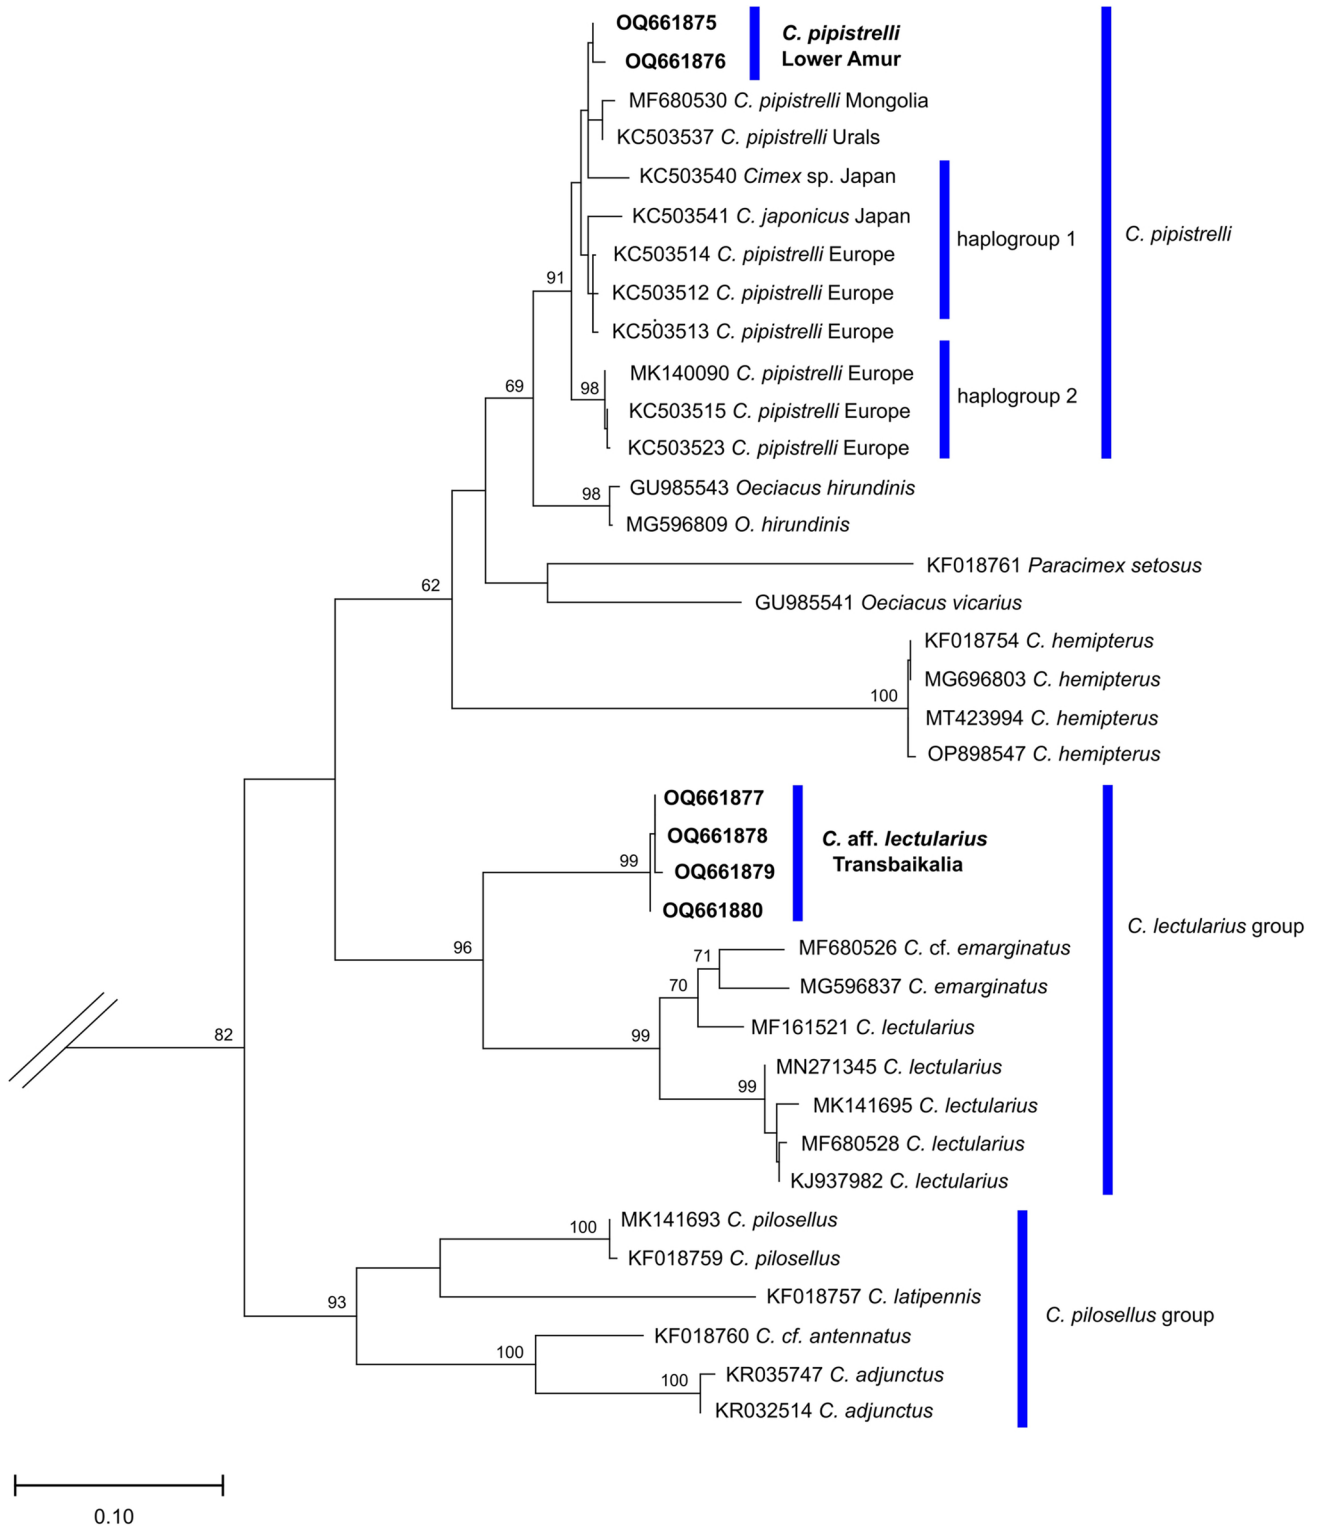 OQ661875
OQ661876
C. pipistrelli
Lower Amur
MF680530 C. pipistrelli Mongolia
KC503537 C. pipistrelli Urals
KC503540 Cimex sp. Japan
KC503541 C. japonicus Japan
KC503514 C. pipistrelli Europe
KC503512 C. pipistrelli Europe
KC503513 C. pipistrelli Europe
haplogroup 1
C. pipistrelli
91
MK140090 C. pipistrelli Europe
KC503515 C. pipistrelli Europe
KC503523 C. pipistrelli Europe
haplogroup 2
98
69
GU985543 Oeciacus hirundinis
MG596809 O. hirundinis
98
KF018761 Paracimex setosus
GU985541 Oeciacus vicarius
62
KF018754 C. hemipterus
MG696803 C. hemipterus
MT423994 C. hemipterus
OP898547 C. hemipterus
100
OQ661877
OQ661878
OQ661879
OQ661880
99
C. aff. lectularius
Transbaikalia
C. lectularius group
96
MF680526 C. cf. emarginatus
MG596837 C. emarginatus
MF161521 C. lectularius
71
70
99
MN271345 C. lectularius
MK141695 C. lectularius
MF680528 C. lectularius
KJ937982 C. lectularius
99
82
MK141693 C. pilosellus
KF018759 C. pilosellus
100
KF018757 C. latipennis
93
KF018760 C. cf. antennatus
100
KR035747 C. adjunctus
KR032514 C. adjunctus
100
C. pilosellus group
0.10